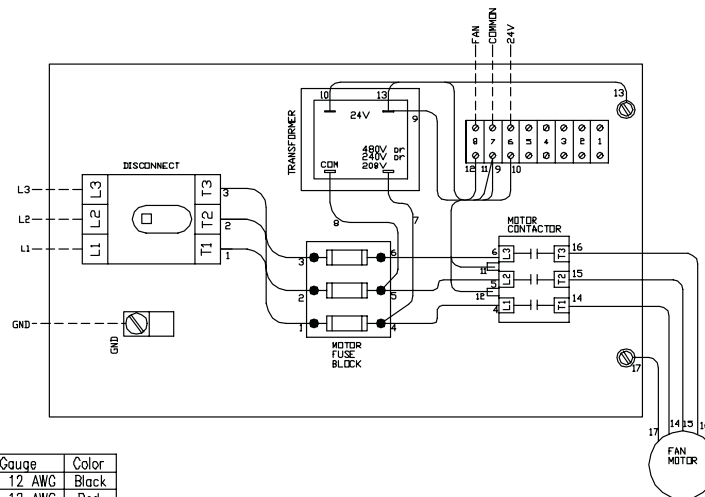 FAN
COMMON
24V
10
13
13
24V
9
TRANSFORMER
480V or
240V or
208V
COM
8 7 6 5 4 3 2 1
12 11 9 10
DISCONNECT
L3
L3
T3
3
L2
L2
T2
2
L1
L1
T1
1
8
7
MOTOR
CONTACTOR
3
6
6
L3
T3
16
11
2
5
5
L2
T2
15
12
1
4
4
L1
T1
14
GND
GND
MOTOR
FUSE
BLOCK
17
17
14
15
FAN
MOTOR
Gauge Color
12 AWG Black
12 AWG Red